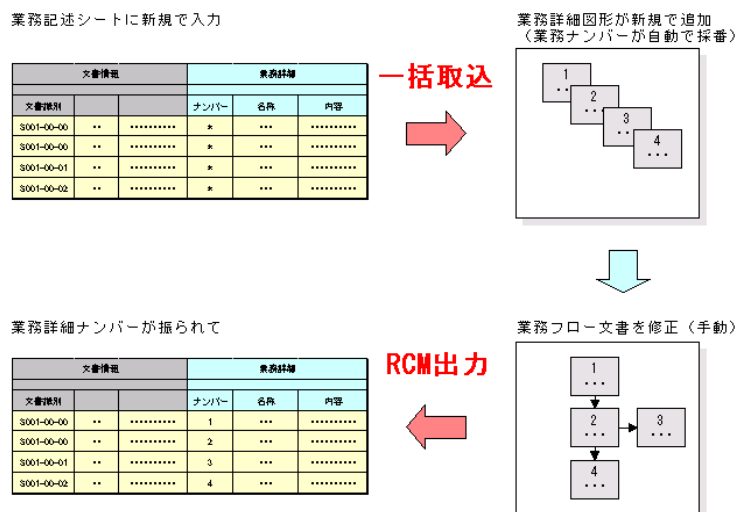 業務記述シートに新規で入力
業務詳細図形が新規で追加
（業務ナンバーが自動で採番）
文書情報 業務詳細
文書識別 ナンバー 名称 内容
S001-00-00 ‥ ‥‥‥‥‥ * … ‥‥‥‥‥
S001-00-00 ‥ ‥‥‥‥‥ * … ‥‥‥‥‥
S001-00-01 ‥ ‥‥‥‥‥ * … ‥‥‥‥‥
S001-00-02 ‥ ‥‥‥‥‥ * … ‥‥‥‥‥
一括取込
1
‥
2
‥
3
‥
4
…
業務詳細ナンバーが振られて
業務フロー文書を修正（手動）
文書情報 業務詳細
文書識別 ナンバー 名称 内容
S001-00-00 ‥ ‥‥‥‥‥ 1 … ‥‥‥‥‥
S001-00-00 ‥ ‥‥‥‥‥ 2 … ‥‥‥‥‥
S001-00-01 ‥ ‥‥‥‥‥ 3 … ‥‥‥‥‥
S001-00-02 ‥ ‥‥‥‥‥ 4 … ‥‥‥‥‥
RCM出力
1
…
2
…
3
…
4
…